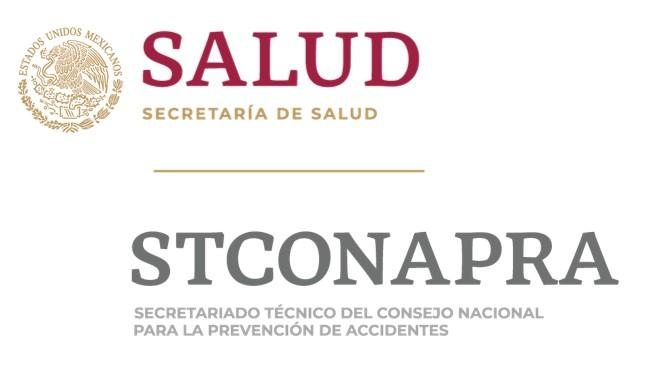 ESTADOS UNIDOS MEXICANOS
SALUD
SECRETARÍA DE SALUD
STCONAPRA
SECRETARIADO TÉCNICO DEL CONSEJO NACIONAL
PARA LA PREVENCIÓN DE ACCIDENTES